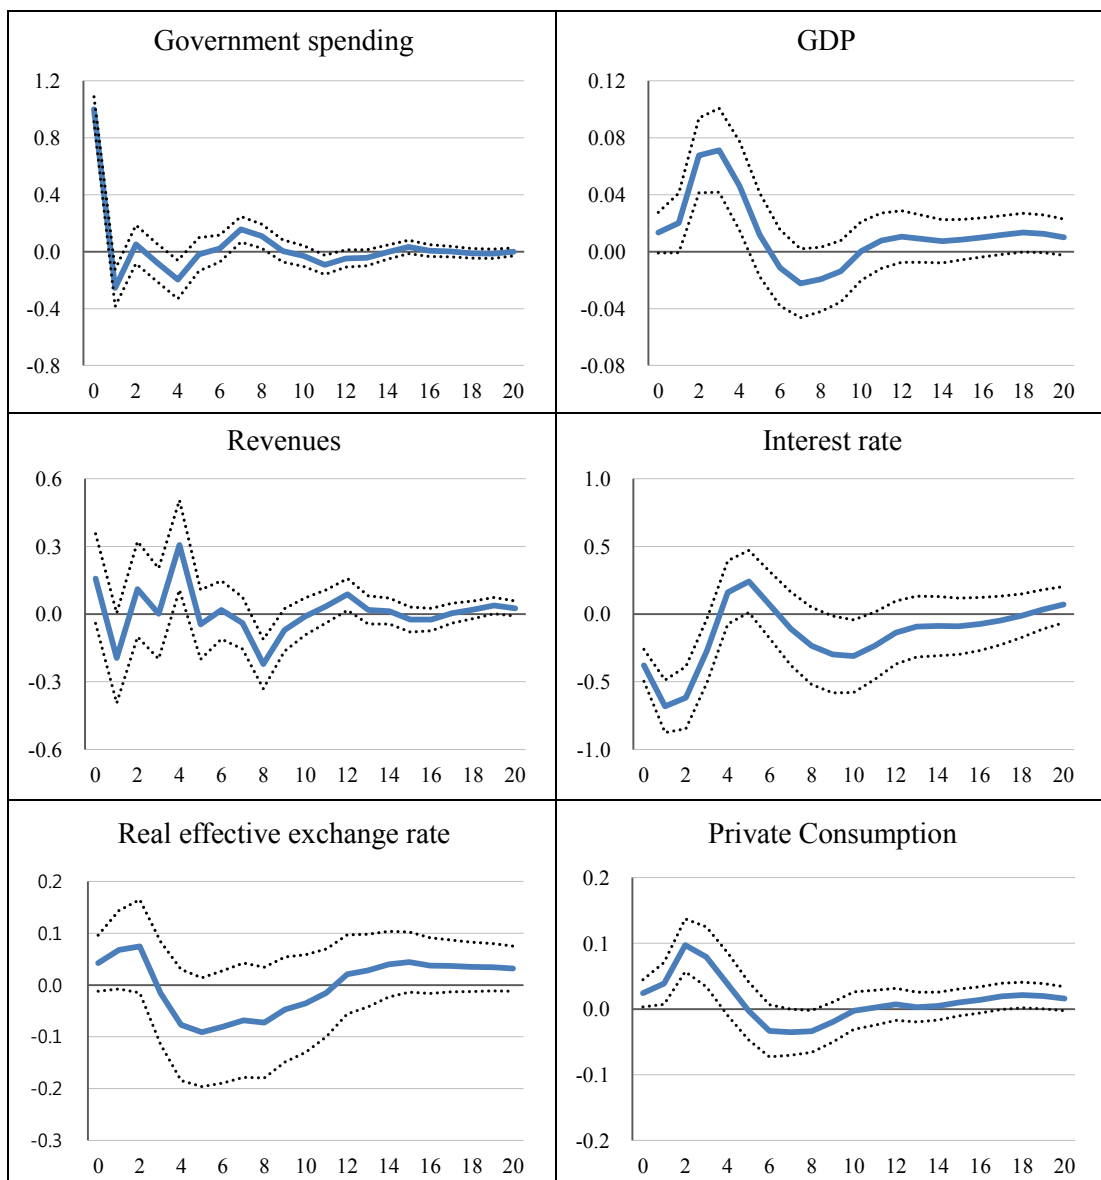 Government spending
1.2
0.8
0.4
0.0
-0.4
-0.8
0 2 4 6 8 10 12 14 16 18 20
GDP
0.12
0.08
0.04
0.00
-0.04
-0.08
0 2 4 6 8 10 12 14 16 18 20
Revenues
0.6
0.3
0.0
-0.3
-0.6
0 2 4 6 8 10 12 14 16 18 20
Interest rate
1.0
0.5
0.0
-0.5
-1.0
0 2 4 6 8 10 12 14 16 18 20
Real effective exchange rate
0.2
0.1
0.0
-0.1
-0.2
-0.3
0 2 4 6 8 10 12 14 16 18 20
Private Consumption
0.2
0.1
0.0
-0.1
-0.2
0 2 4 6 8 10 12 14 16 18 20